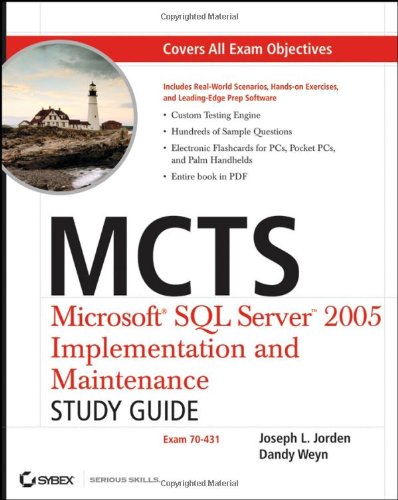 Covers All Exam Objectives
Includes Real-World Scenarios, Hands-on Exercises,
and Leading-Edge Prep Software
• Custom Testing Engine
• Hundreds of Sample Questions
• Electronic Flashcards for PCs, Pocket PCs,
and Palm Handhelds
• Entire book in PDF
MCTS
Microsoft® SQL Server™ 2005
Implementation and
Maintenance
STUDY GUIDE
Exam 70-431
Joseph L. Jorden
Dandy Weyn
SYBEX
SERIOUS SKILLS.
Copyrighted Material